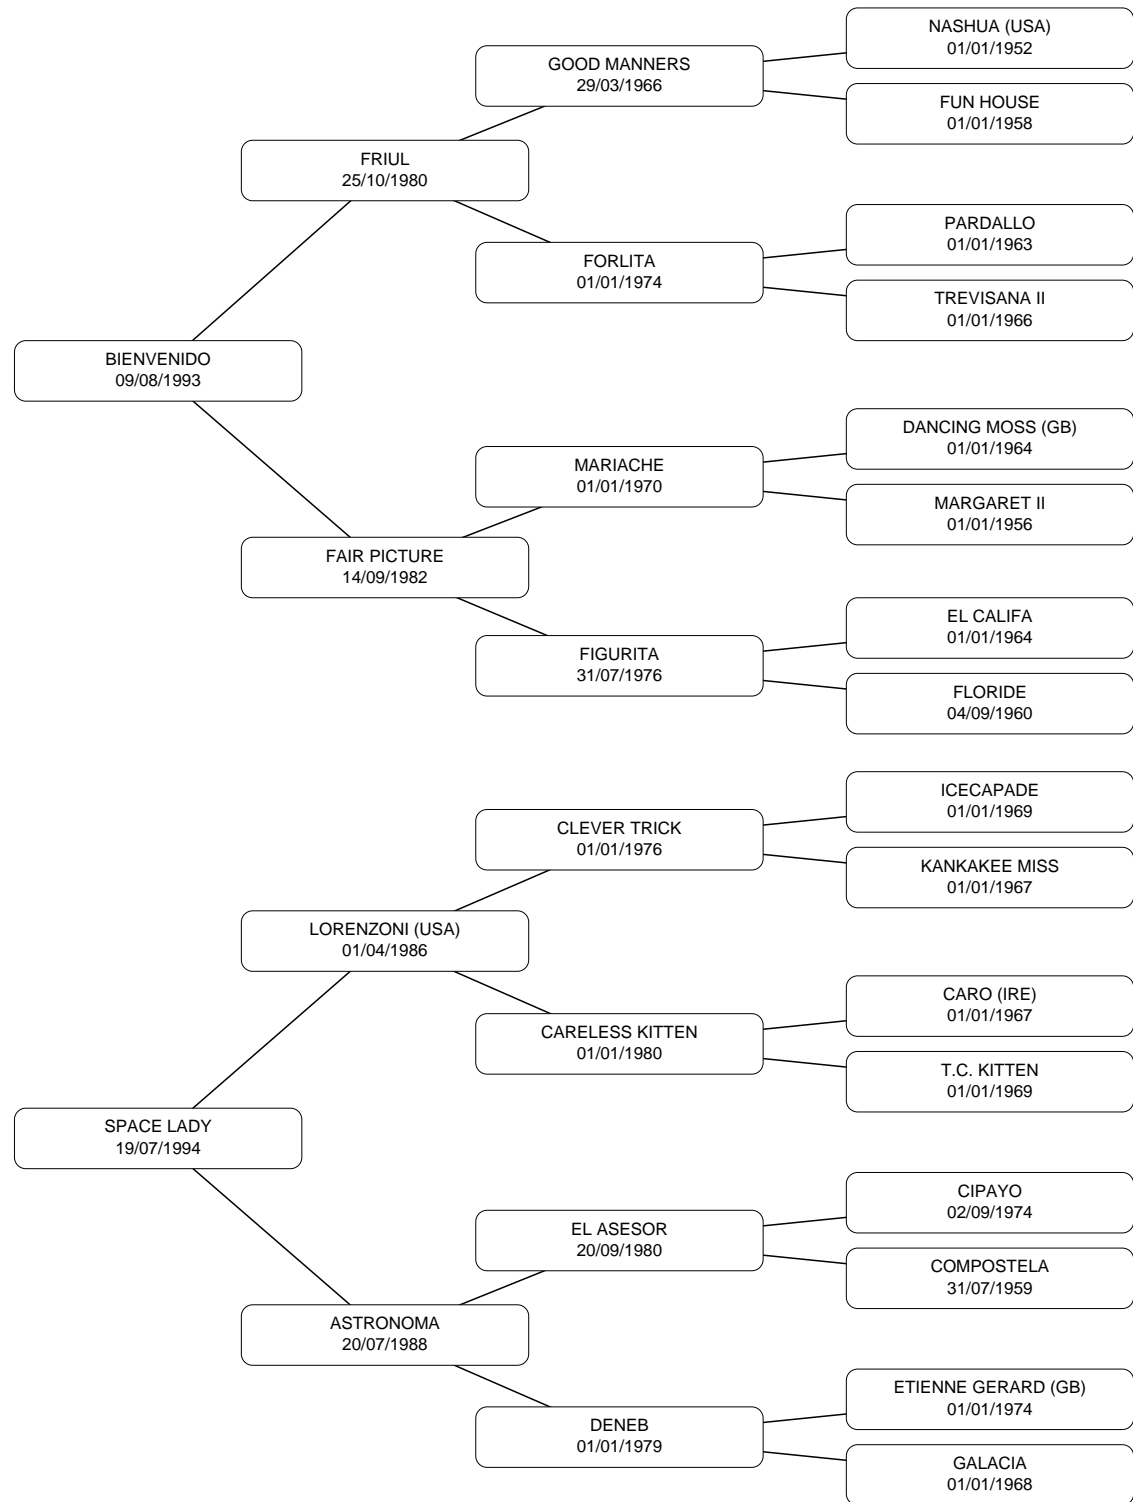 NASHUA (USA)
01/01/1952
GOOD MANNERS
29/03/1966
FUN HOUSE
01/01/1958
FRIUL
25/10/1980
PARDALLO
01/01/1963
FORLITA
01/01/1974
TREVISANA II
01/01/1966
BIENVENIDO
09/08/1993
DANCING MOSS (GB)
01/01/1964
MARIACHE
01/01/1970
MARGARET II
01/01/1956
FAIR PICTURE
14/09/1982
EL CALIFA
01/01/1964
FIGURITA
31/07/1976
FLORIDE
04/09/1960
ICECAPADE
01/01/1969
CLEVER TRICK
01/01/1976
KANKAKEE MISS
01/01/1967
LORENZONI (USA)
01/04/1986
CARO (IRE)
01/01/1967
CARELESS KITTEN
01/01/1980
T.C. KITTEN
01/01/1969
SPACE LADY
19/07/1994
CIPAYO
02/09/1974
EL ASESOR
20/09/1980
COMPOSTELA
31/07/1959
ASTRONOMA
20/07/1988
ETIENNE GERARD (GB)
01/01/1974
DENEB
01/01/1979
GALACIA
01/01/1968